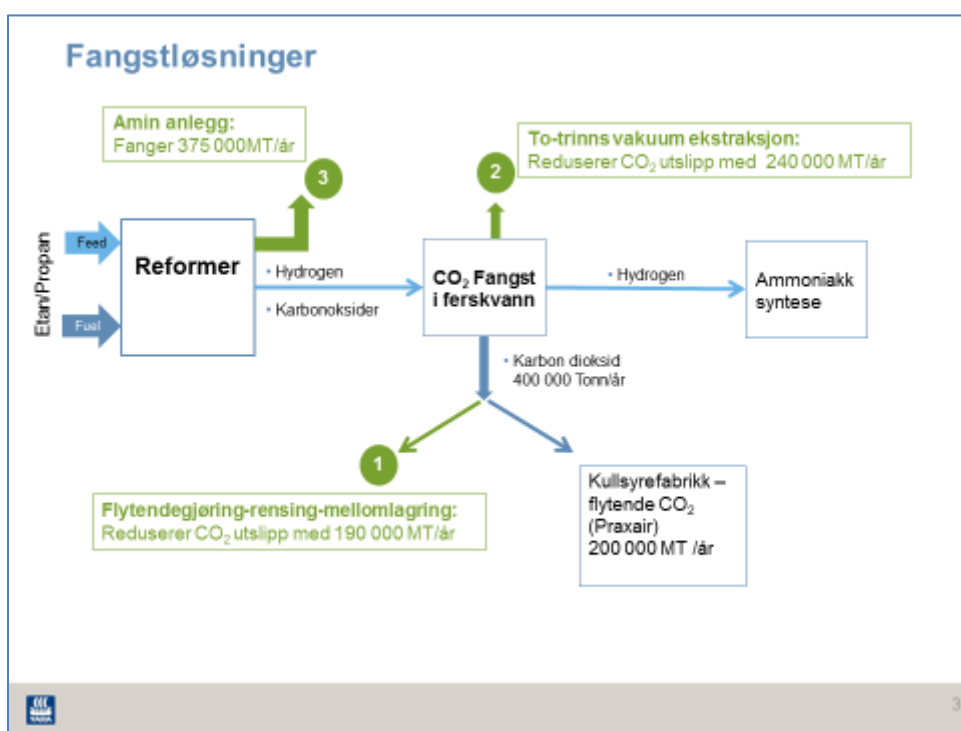 Fangstløsninger
Amin anlegg:
Fanger 375 000MT/år
To-trinns vakuum ekstraksjon:
Reduserer CO₂ utslipp med 240 000 MT/år
3
2
Etan/Propan
Feed
Fuel
Reformer
• Hydrogen
• Karbonoksider
CO₂ Fangst
i ferskvann
• Hydrogen
Ammoniakk
syntese
• Karbon dioksid
400 000 Tonn/år
1
Flytendegjøring-rensing-mellomlagring:
Reduserer CO₂ utslipp med 190 000 MT/år
Kullsyrefabrikk –
flytende CO₂
(Praxair)
200 000 MT /år
YARA
3